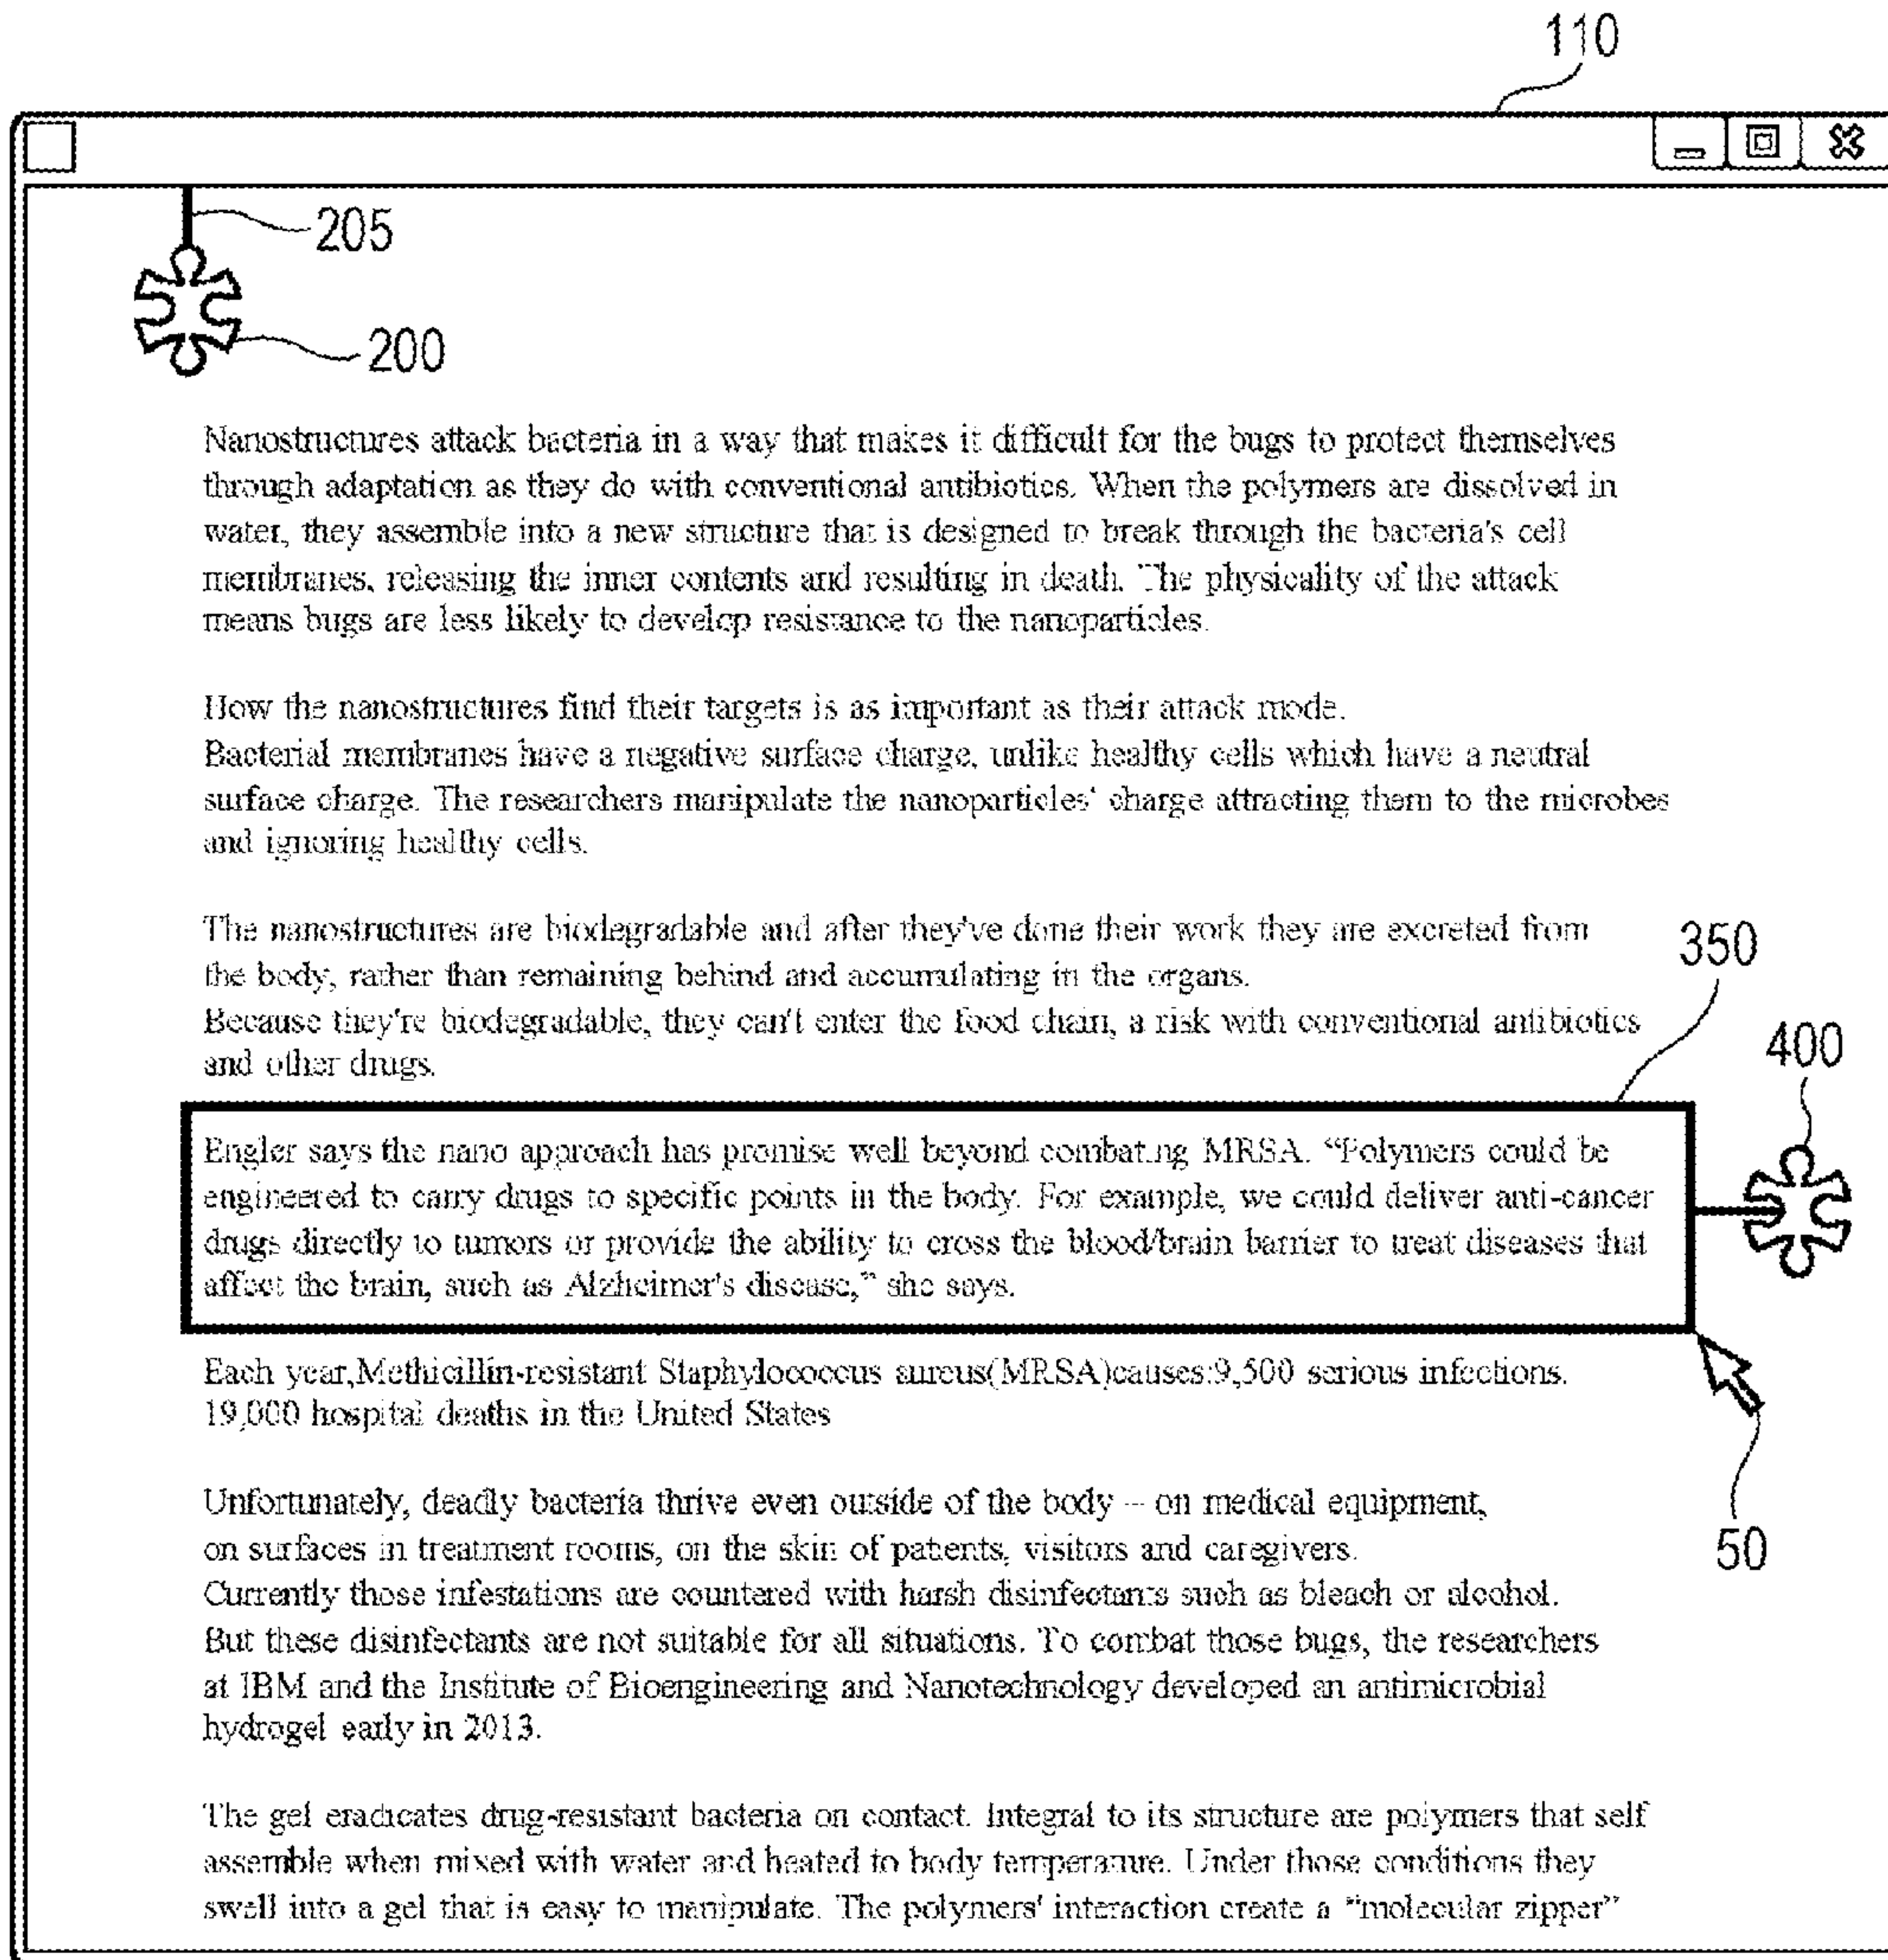 110
205
200
Nanostructures attack bacteria in a way that makes it difficult for the bugs to protect themselves
through adaptation as they do with conventional antibiotics. When the polymers are dissolved in
water, they assemble into a new structure that is designed to break through the bacteria's cell
membranes, releasing the inner contents and resulting in death. The physicality of the attack
means bugs are less likely to develop resistance to the nanoparticles.
How the nanostructures find their targets is as important as their attack mode.
Bacterial membranes have a negative surface charge, unlike healthy cells which have a neutral
surface charge. The researchers manipulate the nanoparticles' charge attracting them to the microbes
and ignoring healthy cells.
The nanostructures are biodegradable and after they've done their work they are excreted from
the body, rather than remaining behind and accumulating in the organs.
Because they're biodegradable, they can't enter the food chain, a risk with conventional antibiotics
and other drugs.
350
400
Engler says the nano approach has promise well beyond combating MRSA. “Polymers could be
engineered to carry drugs to specific points in the body. For example, we could deliver anti-cancer
drugs directly to tumors or provide the ability to cross the blood/brain barrier to treat diseases that
affect the brain, such as Alzheimer's disease,” she says.
Each year,Methicillin-resistant Staphylococcus aureus(MRSA)causes:9,500 serious infections.
19,000 hospital deaths in the United States
50
Unfortunately, deadly bacteria thrive even outside of the body -- on medical equipment,
on surfaces in treatment rooms, on the skin of patients, visitors and caregivers.
Currently those infestations are countered with harsh disinfectants such as bleach or alcohol.
But these disinfectants are not suitable for all situations. To combat those bugs, the researchers
at IBM and the Institute of Bioengineering and Nanotechnology developed an antimicrobial
hydrogel early in 2013.
The gel eradicates drug-resistant bacteria on contact. Integral to its structure are polymers that self
assemble when mixed with water and heated to body temperature. Under those conditions they
swell into a gel that is easy to manipulate. The polymers' interaction create a “molecular zipper”